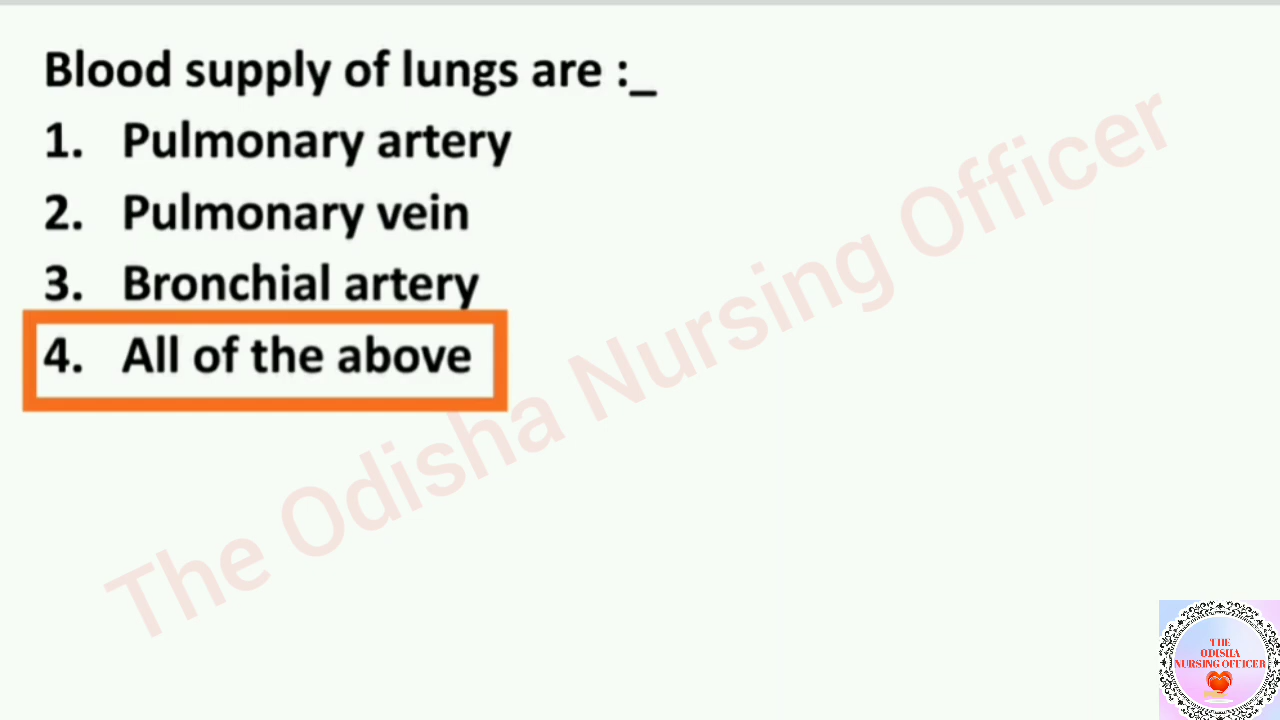 Blood supply of lungs are :_
1. Pulmonary artery
2. Pulmonary vein
3. Bronchial artery
4. All of the above
The Odisha Nursing Officer
THE
ODISHA
NURSING OFFICER